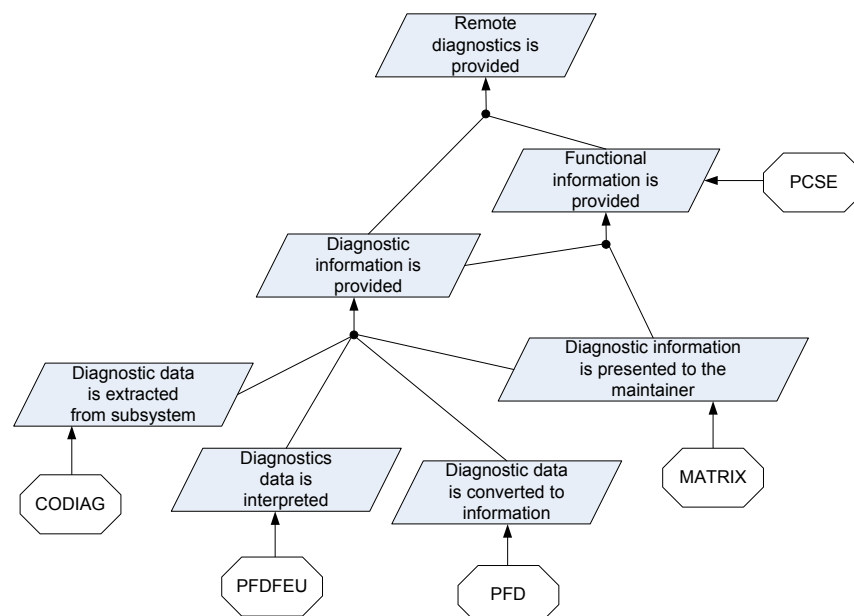 Remote
diagnostics is
provided
Functional
information is
provided
PCSE
Diagnostic
information is
provided
Diagnostic data
is extracted
from subsystem
Diagnostic information
is presented to the
maintainer
Diagnostics
data is
interpreted
Diagnostic data
is converted to
information
CODIAG
MATRIX
PFDFEU
PFD